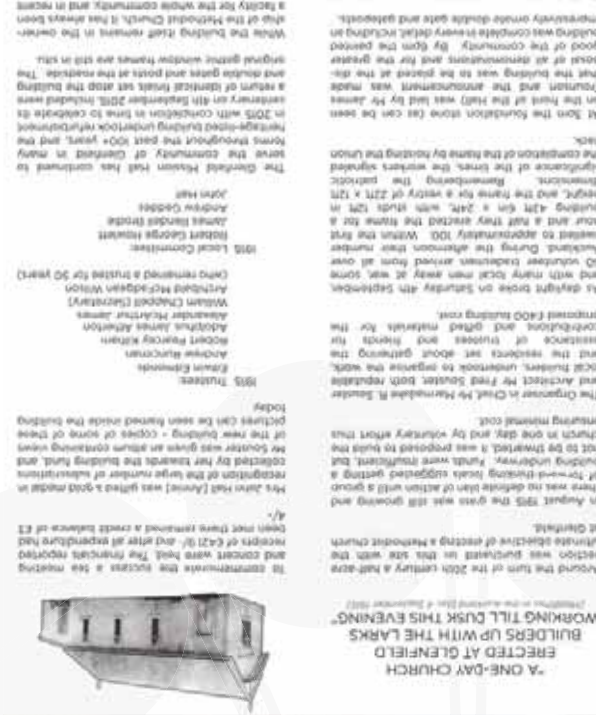 "A ONE-DAY CHURCH
ERECTED AT GLENFIELD
BUILDERS UP WITH THE LARKS
WORKING TILL DUSK THIS EVENING"
Around the turn of the 20th century a half-acre
section was purchased on this site with the
ultimate objective of erecting a Methodist church
at Glenfield.
In August 1915 the grass was still growing and
there was no definite plan of action until a group
of forward-thinking locals suggested getting a
building underway. Funds were insufficient, but
not to be thwarted, it was proposed to build the
church in one day, and by voluntary effort thus
ensuring minimal cost.
The Organiser in Chief, Mr Marmaduke R. Souster
and Architect Mr Fred Souster, both reputable
local builders, undertook to organise the work,
and the residents set about gathering the
assistance of trustees and friends for
contributions and gifted materials for the
proposed £400 building cost.
As daylight broke on Saturday 4th September,
and with many local men away at war, some
60 volunteer tradesmen arrived from all over
Auckland. During the afternoon their number
swelled to approximately 100. Within the first
hour and a half they erected the frame for a
building 42ft 6in x 24ft, with studs 12ft in
height, and the frame for a vestry of 22ft x 12ft
dimensions. Remembering the patriotic
significance of the times, the workers signaled
the completion of the frame by hoisting the Union
Jack.
At 3pm the foundation stone (as can be seen
in the front of the Hall) was laid by Mr James
Trounson and the announcement was made
that the building was to be placed at the dis-
posal of all denominations and for the greater
good of the community. By 6pm the painted
building was complete in every detail, including an
impressively ornate double gate and gateposts.
To commemorate the success a tea meeting
and concert were held. The financials reported
receipts of £421 9/- and after all expenditure had
been met there remained a credit balance of £3
4/-
Mrs John Hall (Annie) was gifted a gold medal in
recognition of the large number of subscriptions
collected by her towards the building fund, and
Mr Souster was given an album containing views
of the new building - copies of some of these
pictures can be seen framed inside the building
today
1915 Trustees:
Edwin Edmonds
Andrew Runciman
Robert Pearcey Kitham
Adolphus James Atherton
Alexander McArthur James
William Chappell (Secretary)
Archibald McFadgean Wilson
(who remained a trustee for 50 years)
1915 Local Committee:
Robert George Howlett
James Rendell Brodie
Andrew Geddes
John Hall
The Glenfield Mission Hall has continued to
serve the community of Glenfield in many
forms throughout the past 100+ years, and the
heritage-listed building undertook refurbishment
in 2015 with completion in time to celebrate its
centenary on 4th September 2015. Included were
a return of identical finials set atop the building
and double gates and posts at the roadside. The
original gothic window frames are still in situ
While the building itself remains in the owner-
ship of the Methodist Church, it has always been
a facility for the whole community, and in recent